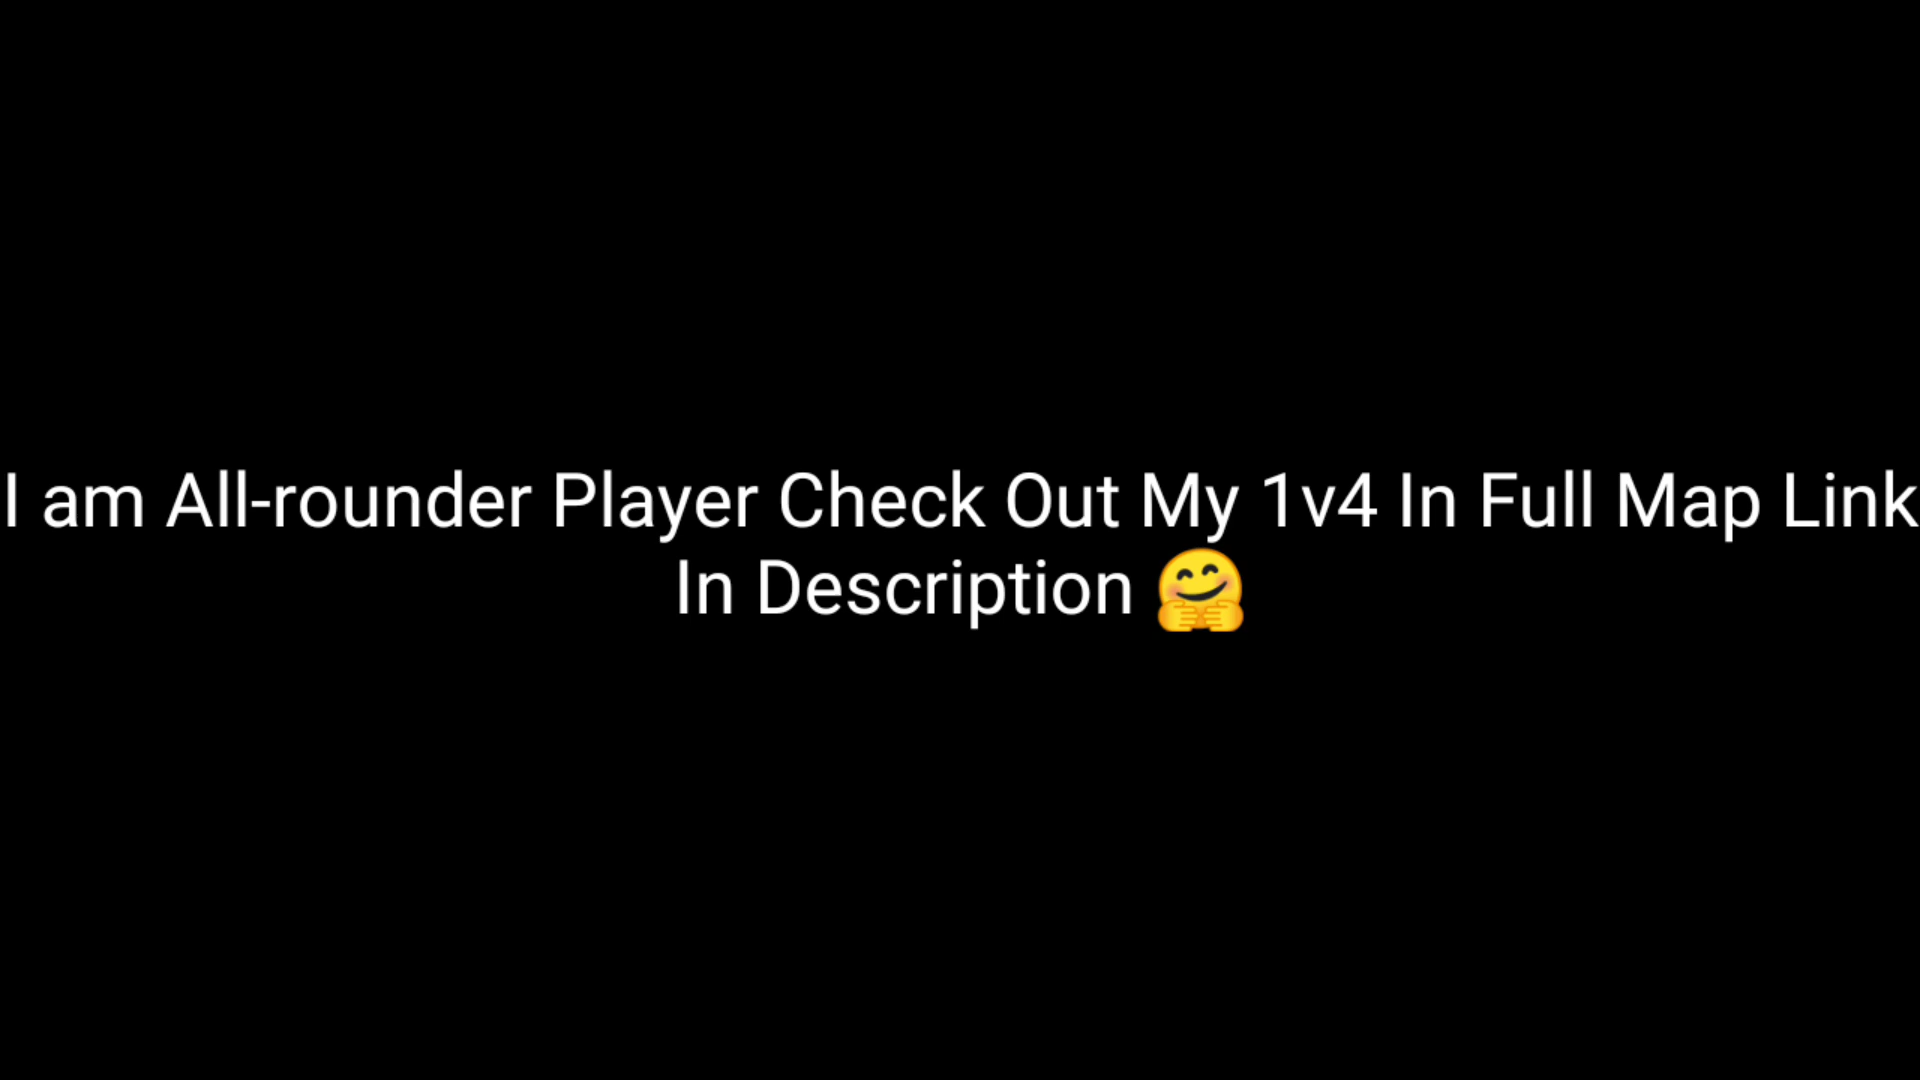 I am All-rounder Player Check Out My 1v4 In Full Map Link
In Description 🤗